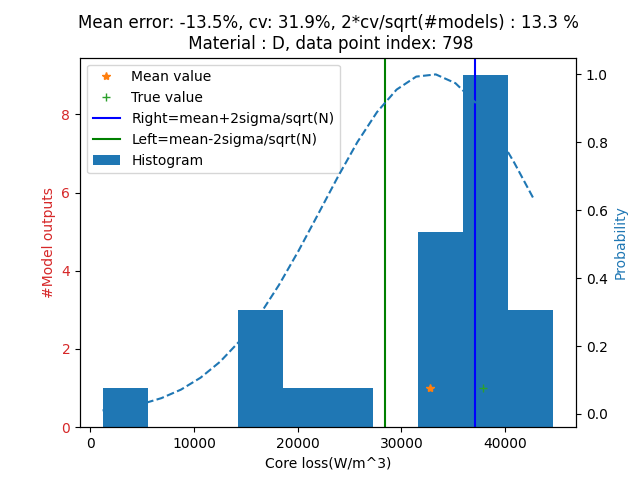 Mean error: -13.5%, cv: 31.9%, 2*cv/sqrt(#models) : 13.3 %
Material : D, data point index: 798
Mean value
True value
Right=mean+2sigma/sqrt(N)
Left=mean-2sigma/sqrt(N)
Histogram
#Model outputs
0
2
4
6
8
0.0
0.2
0.4
0.6
0.8
1.0
Probability
0
10000
20000
30000
40000
Core loss(W/m^3)